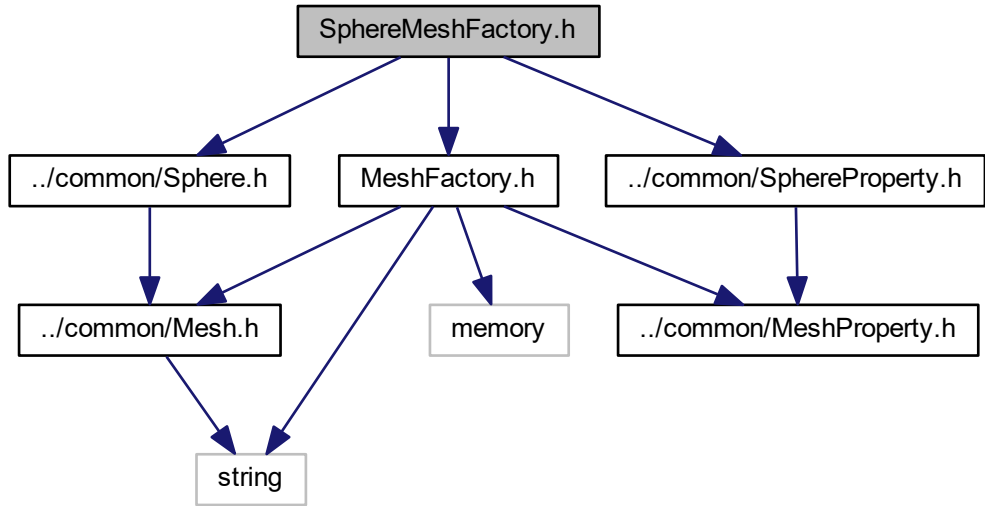 SphereMeshFactory.h
../common/Sphere.h
MeshFactory.h
../common/SphereProperty.h
../common/Mesh.h
memory
../common/MeshProperty.h
string